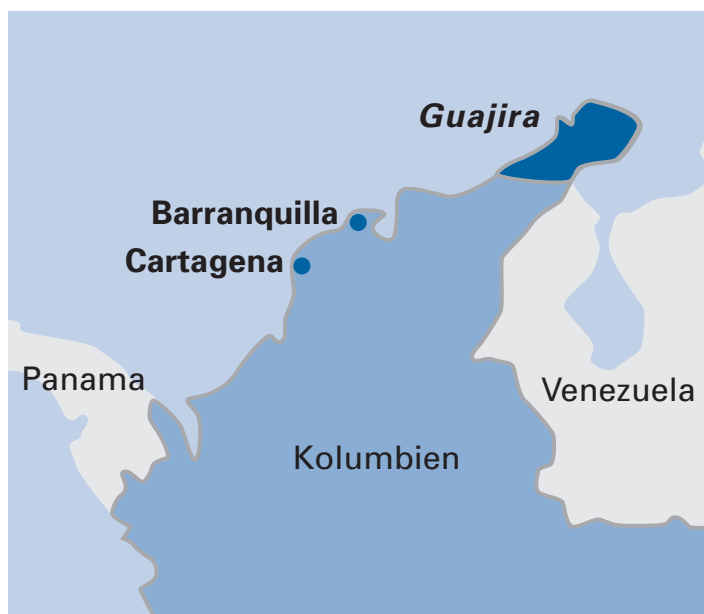 Guajira
Barranquilla
Cartagena
Panama
Venezuela
Kolumbien